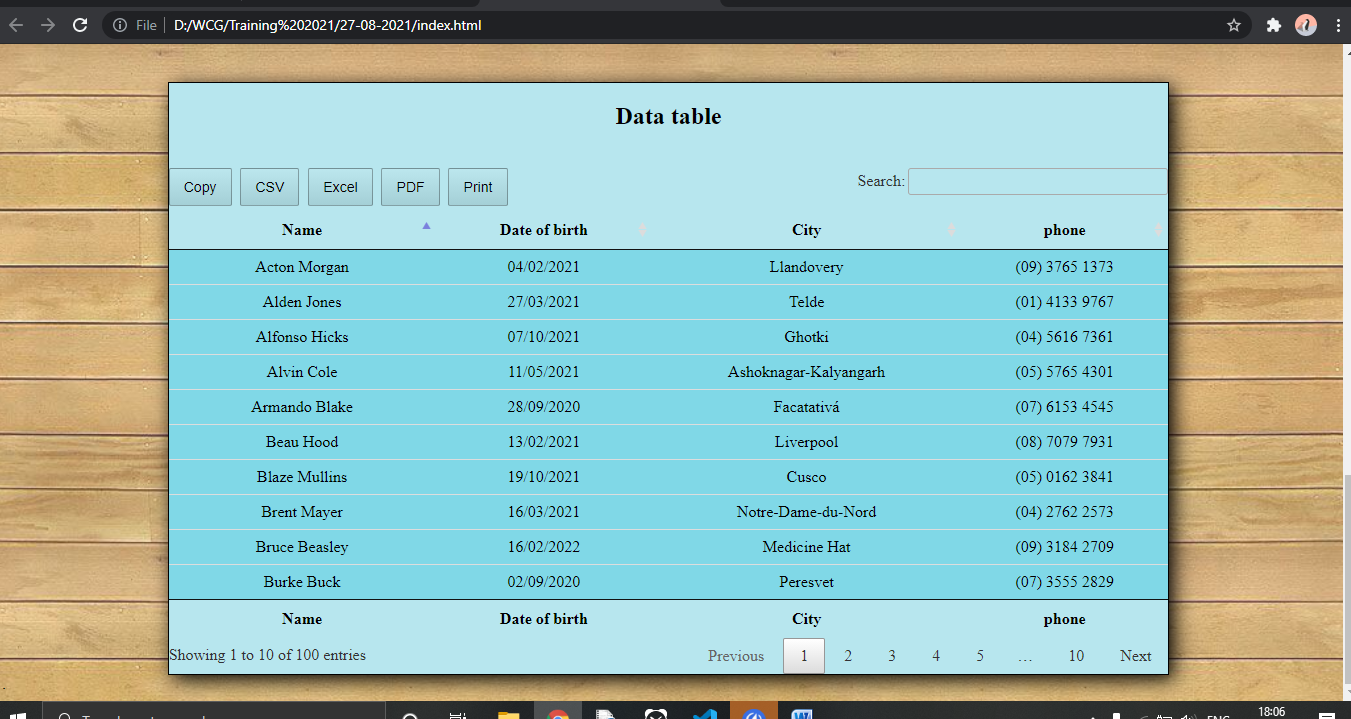 File | D:/WCG/Training%202021/27-08-2021/index.html
Data table
Copy CSV Excel PDF Print Search:
Name Date of birth City phone
Acton Morgan 04/02/2021 Llandovery (09) 3765 1373
Alden Jones 27/03/2021 Telde (01) 4133 9767
Alfonso Hicks 07/10/2021 Ghotki (04) 5616 7361
Alvin Cole 11/05/2021 Ashoknagar-Kalyangarh (05) 5765 4301
Armando Blake 28/09/2020 Facatativá (07) 6153 4545
Beau Hood 13/02/2021 Liverpool (08) 7079 7931
Blaze Mullins 19/10/2021 Cusco (05) 0162 3841
Brent Mayer 16/03/2021 Notre-Dame-du-Nord (04) 2762 2573
Bruce Beasley 16/02/2022 Medicine Hat (09) 3184 2709
Burke Buck 02/09/2020 Peresvet (07) 3555 2829
Name Date of birth City phone
Showing 1 to 10 of 100 entries Previous 1 2 3 4 5 … 10 Next
18:06